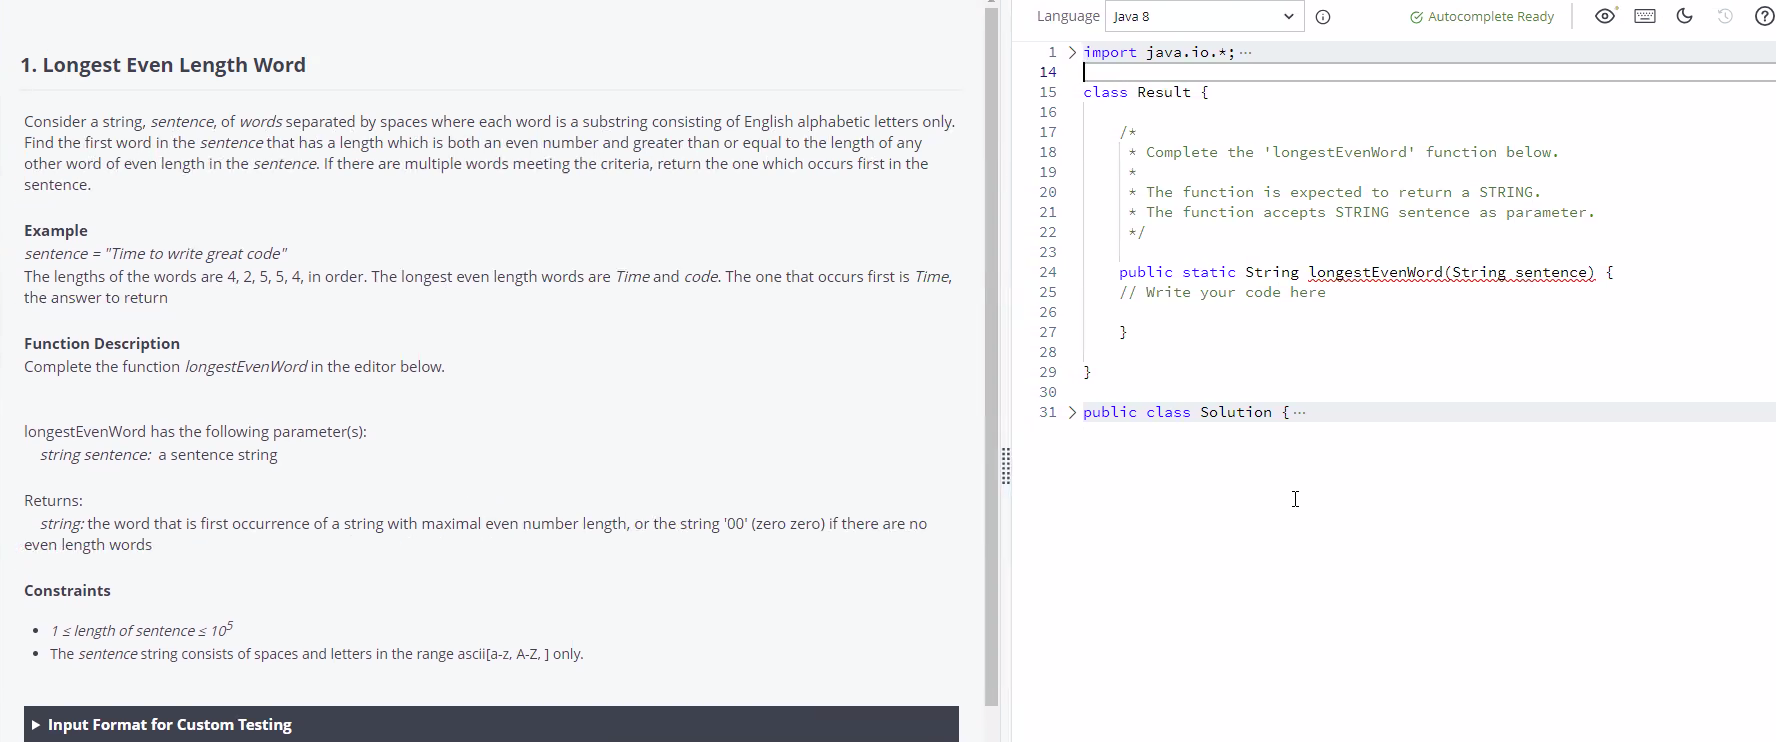 1. Longest Even Length Word
Consider a string, sentence, of words separated by spaces where each word is a substring consisting of English alphabetic letters only.
Find the first word in the sentence that has a length which is both an even number and greater than or equal to the length of any
other word of even length in the sentence. If there are multiple words meeting the criteria, return the one which occurs first in the
sentence.
Example
sentence = "Time to write great code"
The lengths of the words are 4, 2, 5, 5, 4, in order. The longest even length words are Time and code. The one that occurs first is Time,
the answer to return
Function Description
Complete the function longestEvenWord in the editor below.
longestEvenWord has the following parameter(s):
string sentence: a sentence string
Returns:
string: the word that is first occurrence of a string with maximal even number length, or the string '00' (zero zero) if there are no
even length words
Constraints
• 1 ≤ length of sentence ≤ 10^5
• The sentence string consists of spaces and letters in the range ascii[a-z, A-Z, ] only.
Input Format for Custom Testing
Language Java 8 Autocomplete Ready
1 import java.io.*; ···
14
15 class Result {
16
17 /*
18 * Complete the 'longestEvenWord' function below.
19 *
20 * The function is expected to return a STRING.
21 * The function accepts STRING sentence as parameter.
22 */
23
24 public static String longestEvenWord(String sentence) {
25 // Write your code here
26
27 }
28
29 }
30
31 public class Solution { ···